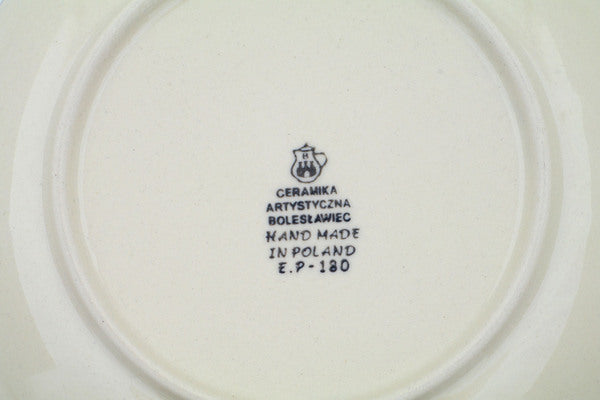 B
CERAMIKA
ARTYSTYCZNA
BOLESŁAWIEC
HAND MADE
IN POLAND
E.P-180